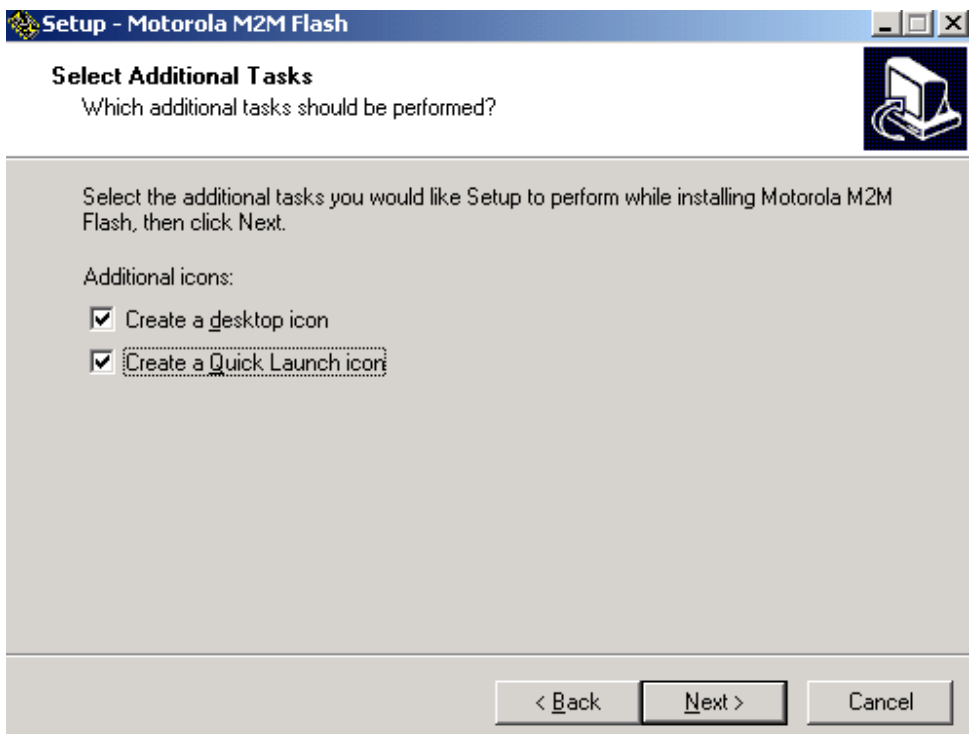 Setup - Motorola M2M Flash
Select Additional Tasks
Which additional tasks should be performed?
Select the additional tasks you would like Setup to perform while installing Motorola M2M
Flash, then click Next.
Additional icons:
Create a desktop icon
Create a Quick Launch icon
< Back
Next >
Cancel